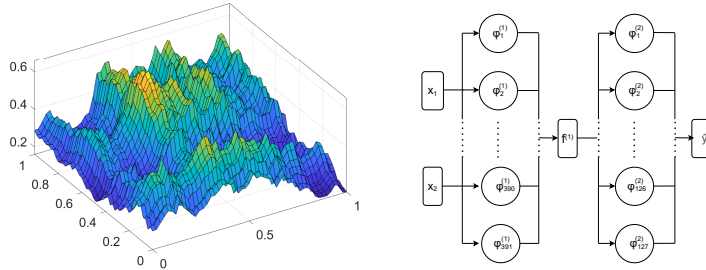 0.6
0.4
0.2
1
0.8
0.6
0.4
0.2
0
0
0.5
1
x₁
x₂
φ₁⁽¹⁾
φ₂⁽¹⁾
φ₃₉₀⁽¹⁾
φ₃₉₁⁽¹⁾
f⁽¹⁾
φ₁⁽²⁾
φ₂⁽²⁾
φ₁₂₆⁽²⁾
φ₁₂₇⁽²⁾
ŷ